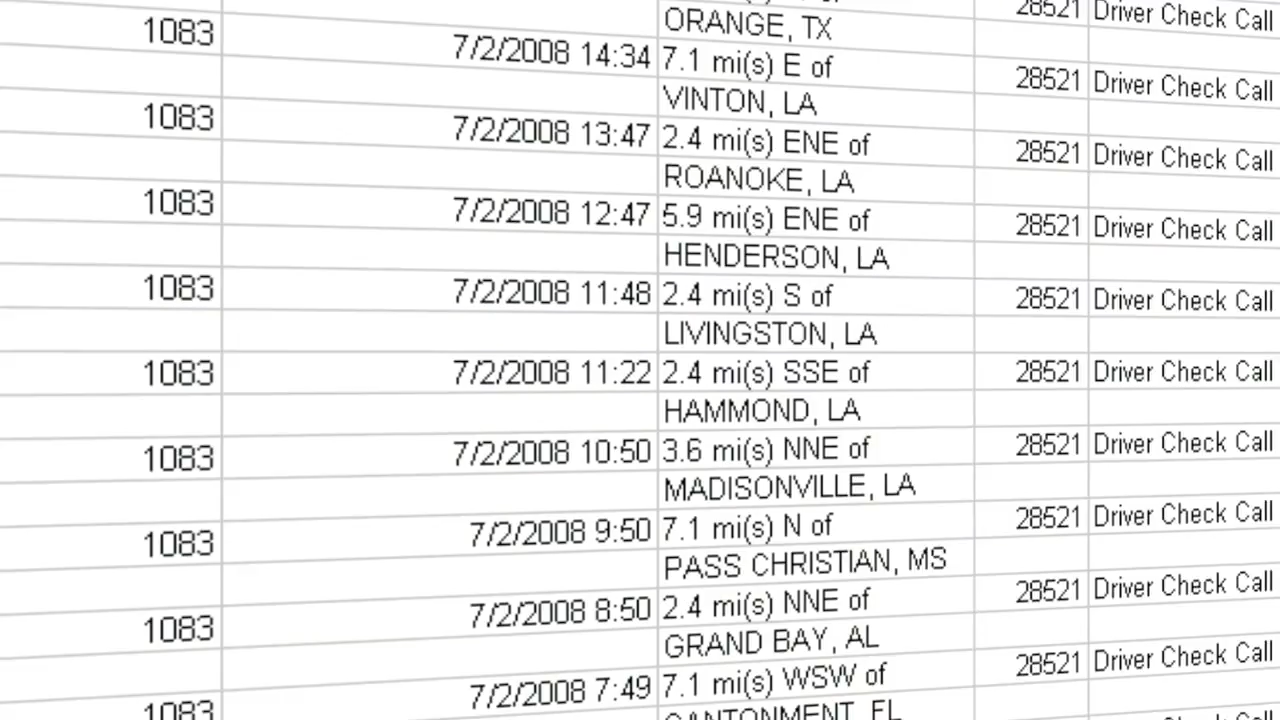 28521 Driver Check Call
ORANGE, TX
1083 7/2/2008 14:34 7.1 mi(s) E of 28521 Driver Check Call
VINTON, LA
1083 7/2/2008 13:47 2.4 mi(s) ENE of 28521 Driver Check Call
ROANOKE, LA
1083 7/2/2008 12:47 5.9 mi(s) ENE of 28521 Driver Check Call
HENDERSON, LA
1083 7/2/2008 11:48 2.4 mi(s) S of 28521 Driver Check Call
LIVINGSTON, LA
1083 7/2/2008 11:22 2.4 mi(s) SSE of 28521 Driver Check Call
HAMMOND, LA
1083 7/2/2008 10:50 3.6 mi(s) NNE of 28521 Driver Check Call
MADISONVILLE, LA
1083 7/2/2008 9:50 7.1 mi(s) N of 28521 Driver Check Call
PASS CHRISTIAN, MS
1083 7/2/2008 8:50 2.4 mi(s) NNE of 28521 Driver Check Call
GRAND BAY, AL
1083 7/2/2008 7:49 7.1 mi(s) WSW of 28521 Driver Check Call
CANTONMENT, FL